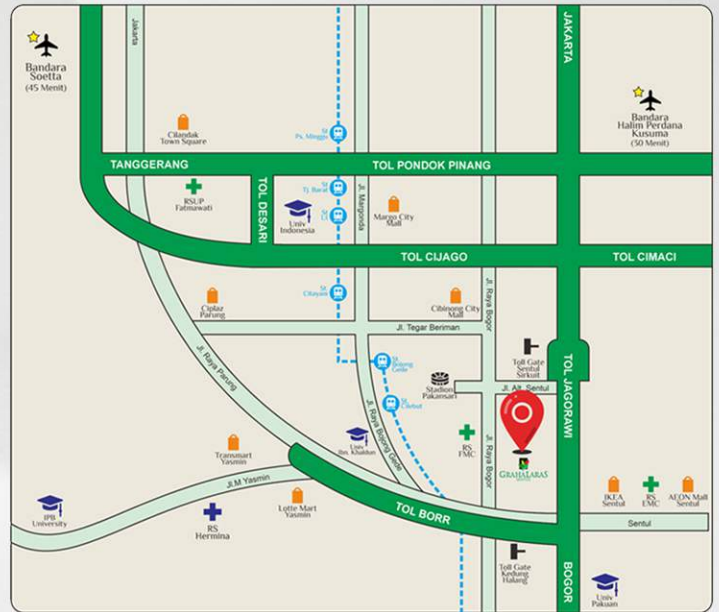 Jakarta
JAKARTA
Bandara
Soetta
(45 Menit)
Bandara
Halim Perdana
Kusuma
(30 Menit)
Cilandak
Town Square
St
Ps. Minggu
TANGGERANG
TOL PONDOK PINANG
RSUP
Fatmawati
TOL DESARI
Univ
Indonesia
St
Tj. Barat
St
UI
Jl. Margonda
Margo City
Mall
TOL CIJAGO
TOL CIMACI
Ciplaz
Parung
St.
Citayam
Cibinong City
Mall
Jl. Raya Bogor
Jl. Tegar Beriman
Jl. Raya Parung
St.
Bojong
Gede
Toll Gate
Sentul
Sirkuit
TOL JAGORAWI
Stadion
Pakansari
Jl. Alt. Sentul
St.
Cilebut
Jl. Raya Bojong Gede
Univ
Ibn. Khaldun
RS
FMC
Jl. Raya Bogor
GRAHALARAS
Transmart
Yasmin
Jl.M Yasmin
Lotte Mart
Yasmin
IPB
University
RS
Hermina
TOL BORR
IKEA
Sentul
RS
EMC
AEON Mall
Sentul
Sentul
Toll Gate
Kedung
Halang
BOGOR
Univ
Pakuan